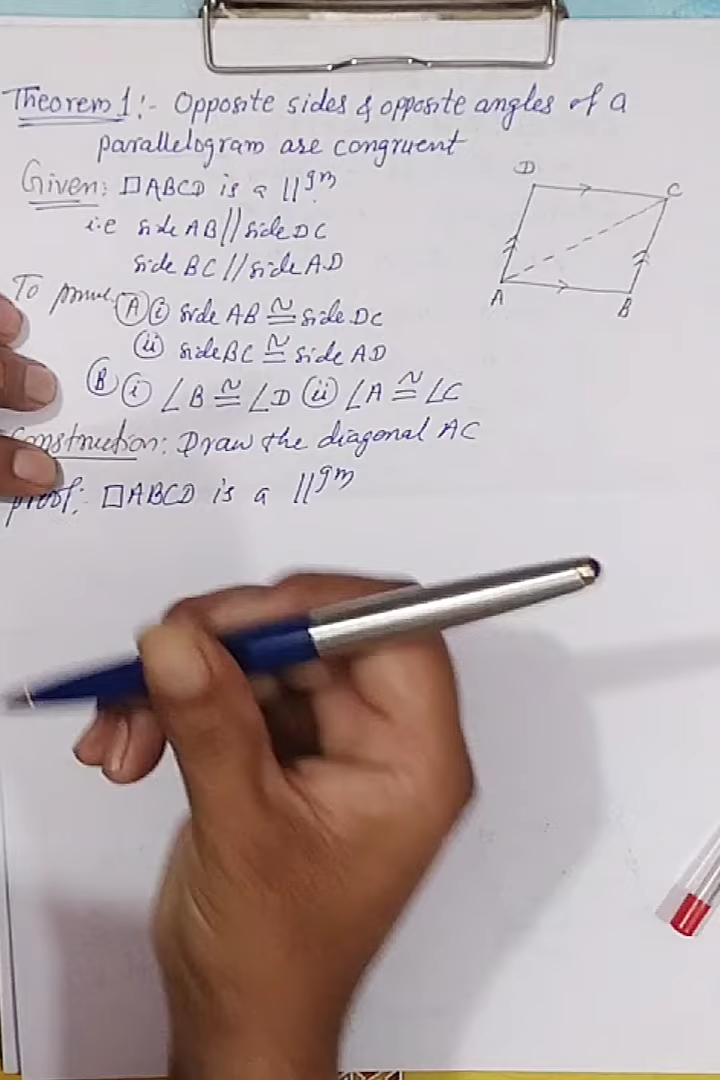 Theorem 1:- Opposite sides & opposite angles of a
parallelogram are congruent
Given: □ABCD is a ||gm
i.e side AB // side DC
side BC // side AD
To prove Ⓐ ⓘ side AB ≅ side DC
(ii) side BC ≅ side AD
Ⓑ ⓘ ∠B ≅ ∠D (ii) ∠A ≅ ∠C
Construction: Draw the diagonal AC
proof: □ABCD is a ||gm
D
C
A
B